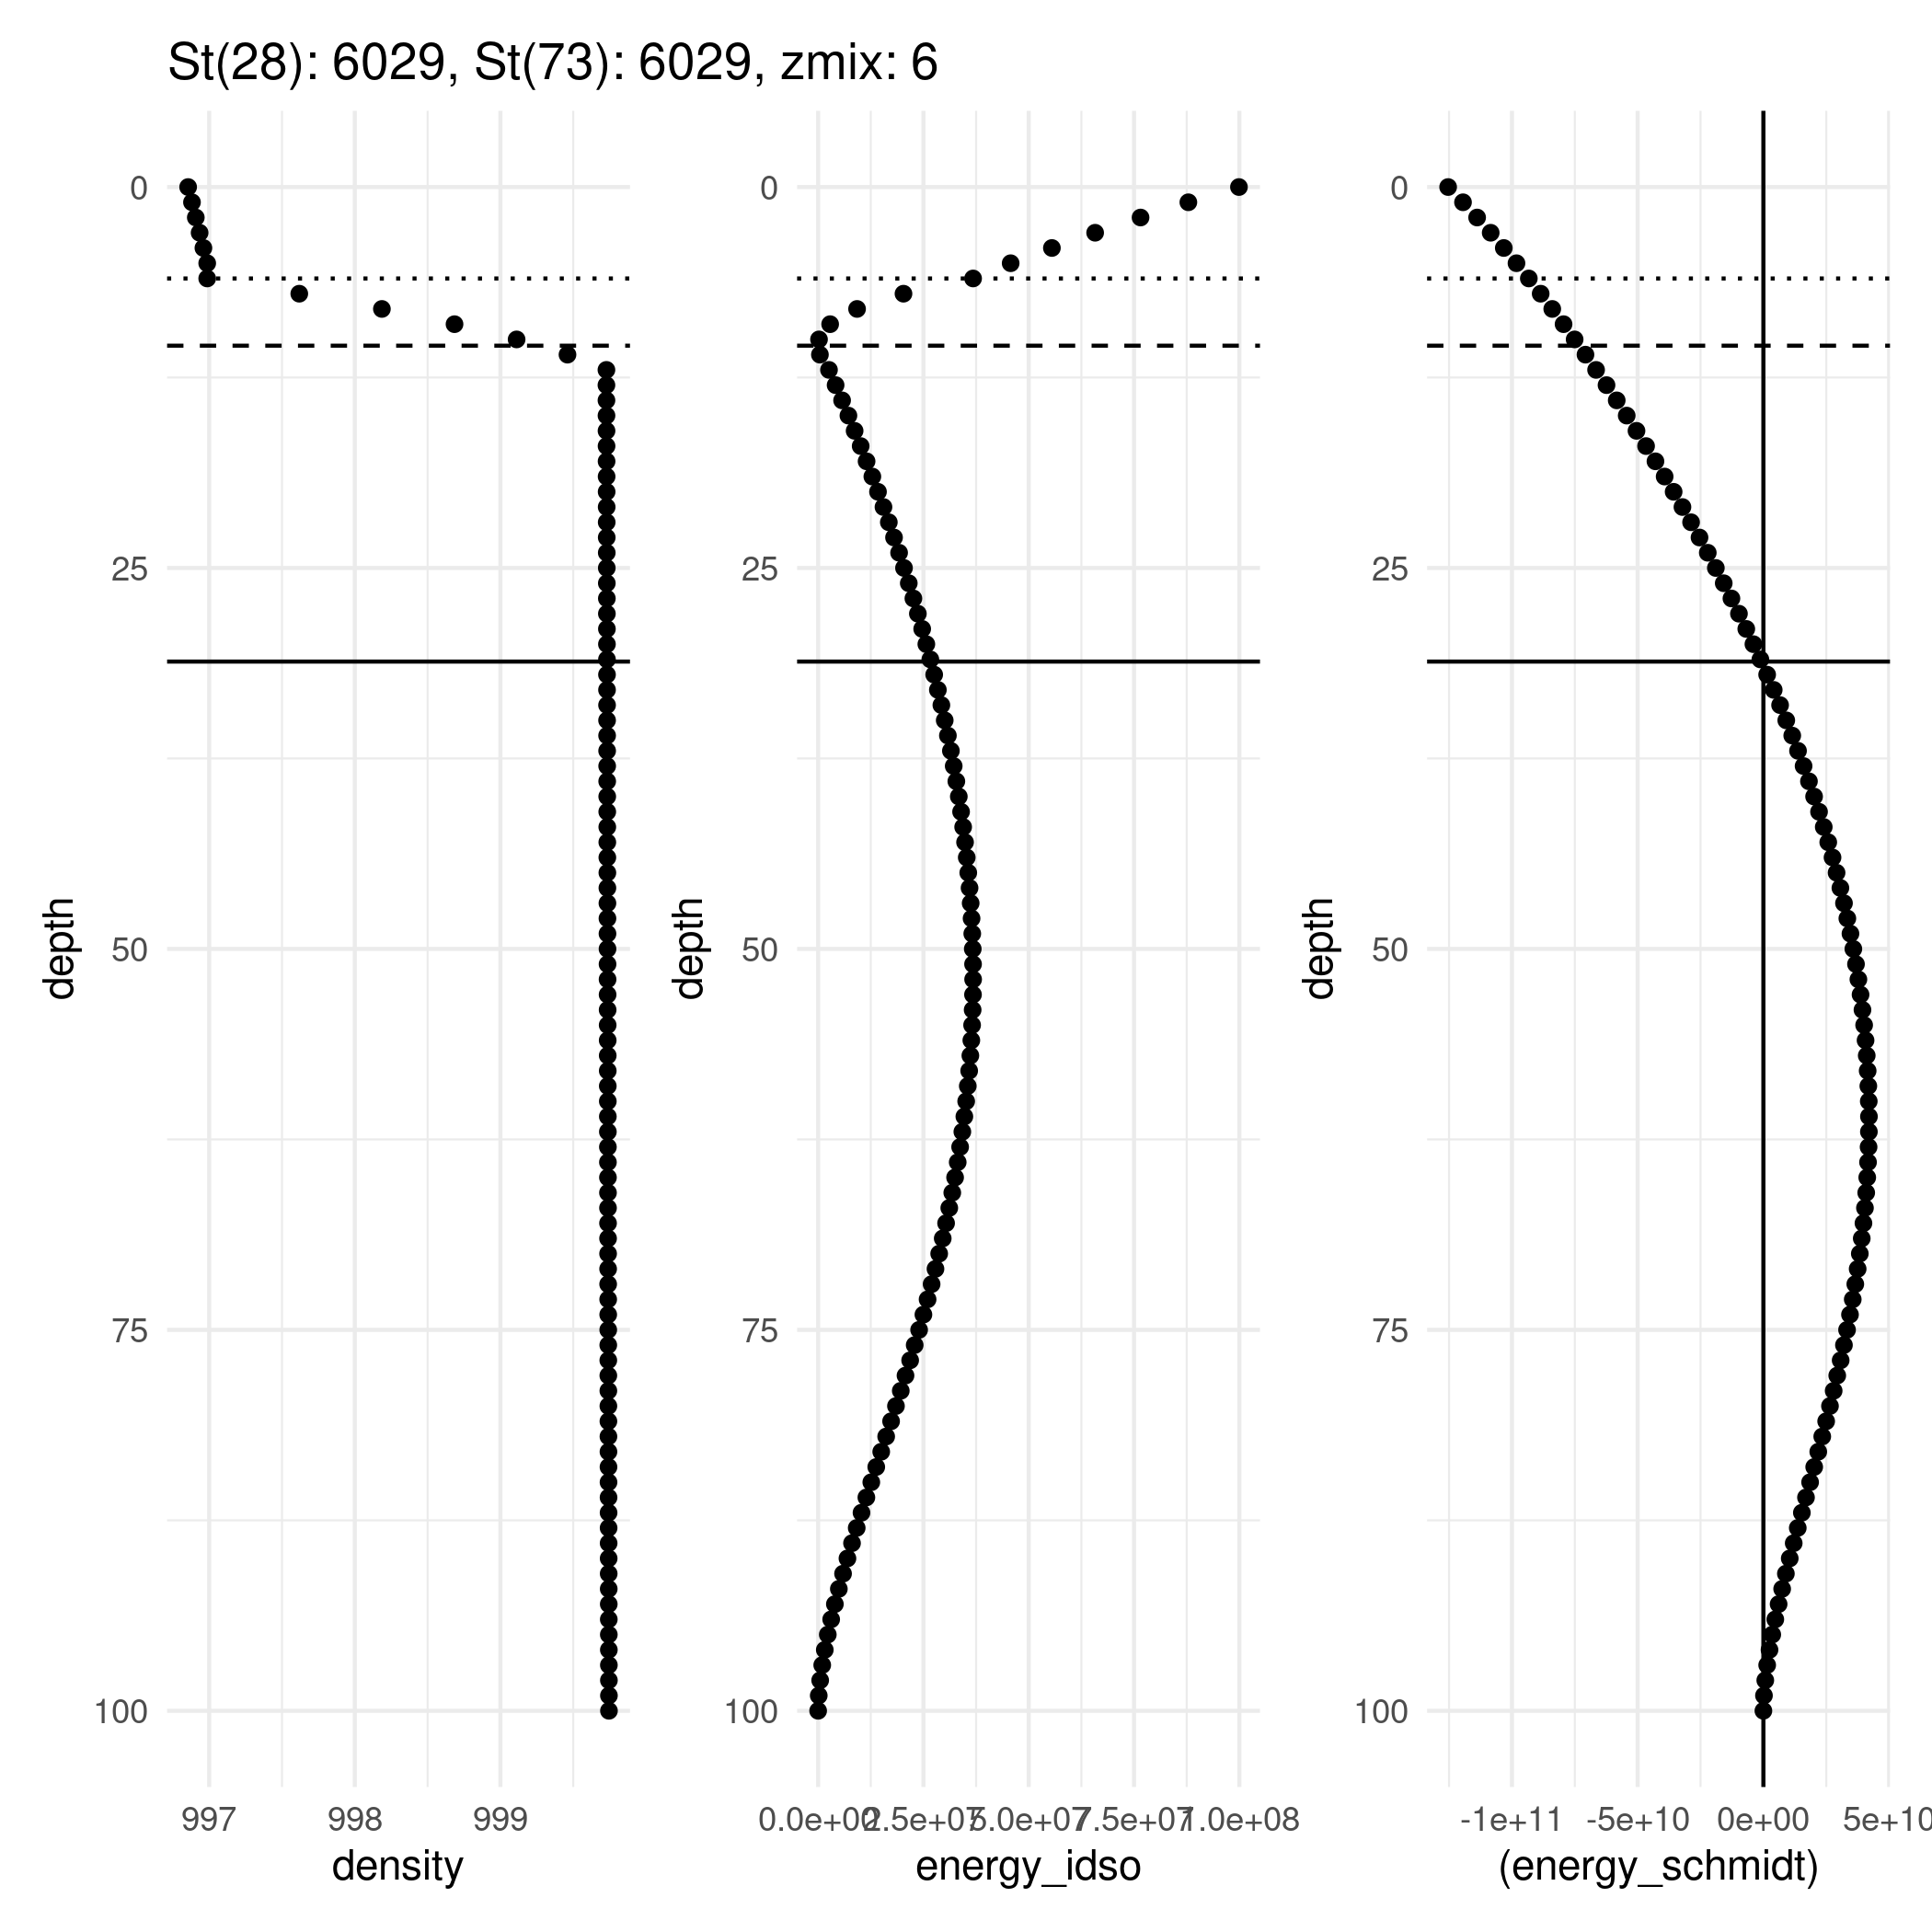 St(28): 6029, St(73): 6029, zmix: 6
depth
0
25
50
75
100
997 998 999
density
depth
0
25
50
75
100
0.0e+00 2.5e+07 5.0e+07 7.5e+07 1.0e+08
energy_idso
depth
0
25
50
75
100
-1e+11 -5e+10 0e+00 5e+10
(energy_schmidt)